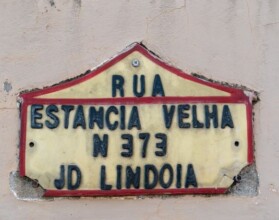 RUA
ESTANCIA VELHA
N 373
JD LINDOIA